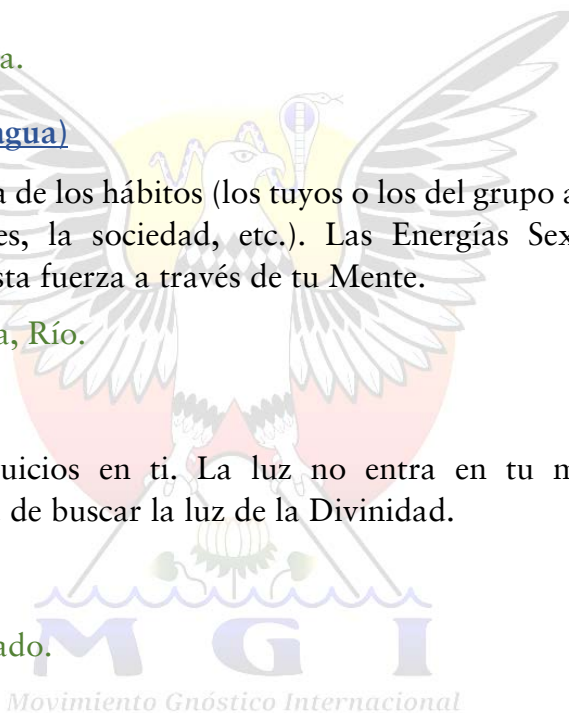 a.
agua)
a de los hábitos (los tuyos o los del grupo a
es, la sociedad, etc.). Las Energías Sex
sta fuerza a través de tu Mente.
a, Río.
uicios en ti. La luz no entra en tu m
de buscar la luz de la Divinidad.
ado.
M G I
Movimiento Gnóstico Internacional